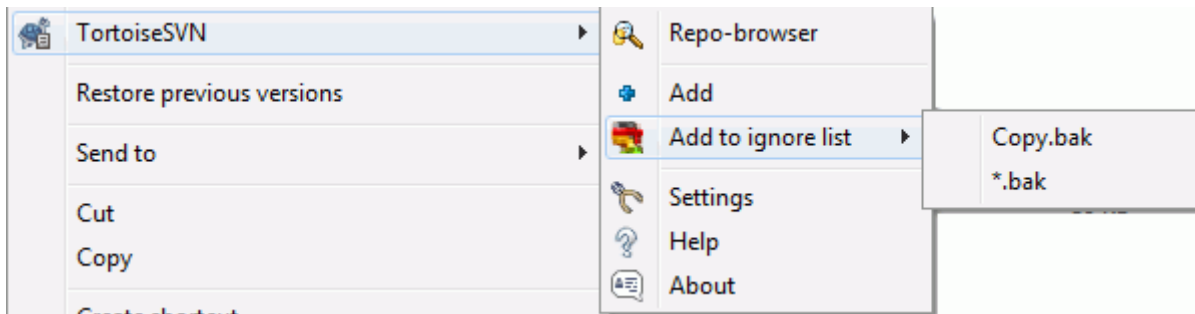 TortoiseSVN
Restore previous versions
Send to
Cut
Copy
Repo-browser
Add
Add to ignore list
Settings
Help
About
Copy.bak
*.bak